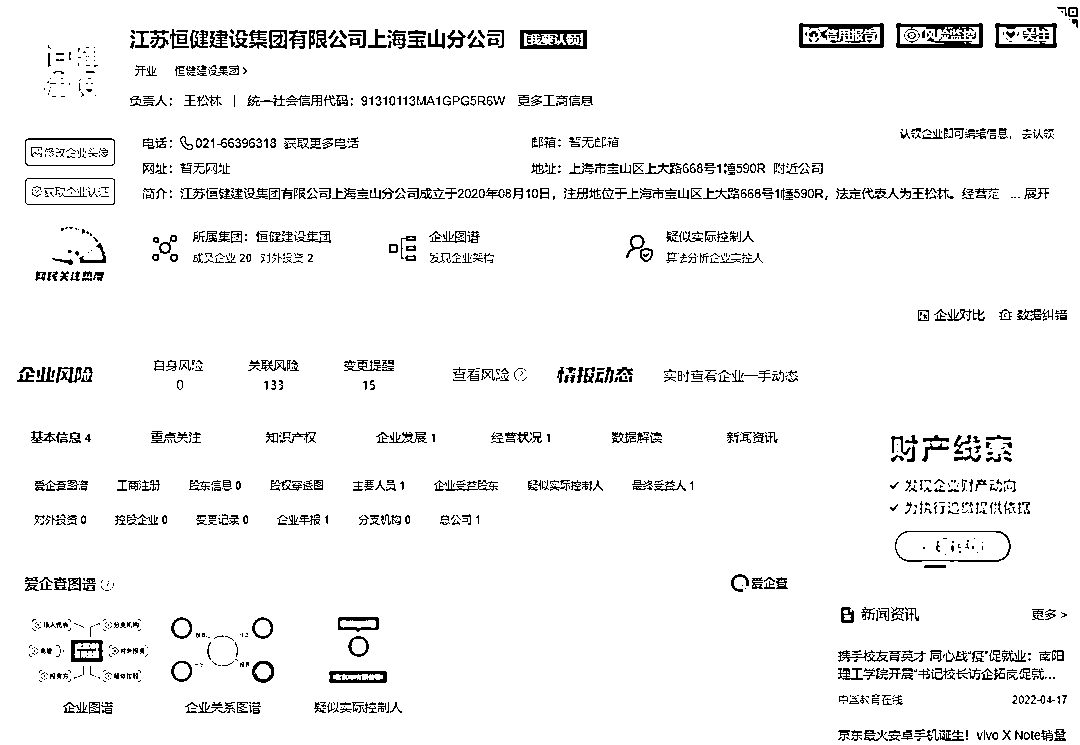 江苏恒健建设集团有限公司上海宝山分公司 我要认领
信用报告 风险监控 关注
开业 恒健建设集团>
负责人： 王松林 | 统一社会信用代码：91310113MA1GPG5R6W 更多工商信息
修改企业头像
获取企业认证
电话：021-66396318 获取更多电话
邮箱：暂无邮箱
认领企业即可编辑信息，去认领
网址：暂无网址
地址：上海市宝山区上大路668号1幢590R 附近公司
简介：江苏恒健建设集团有限公司上海宝山分公司成立于2020年08月10日，注册地位于上海市宝山区上大路668号1幢590R，法定代表人为王松林。经营范 ... 展开
网民关注热度
所属集团：恒健建设集团
成员企业 20 对外投资 2
企业图谱
发现企业架构
疑似实际控制人
算法分析企业实控人
企业对比 数据纠错
企业风险
自身风险 关联风险 变更提醒
0 133 15
查看风险
情报动态 实时查看企业一手动态
基本信息 4 重点关注 知识产权 企业发展 1 经营状况 1 数据解读 新闻资讯
爱企查图谱 工商注册 股东信息 0 股权穿透图 主要人员 1 企业受益股东 疑似实际控制人 最终受益人 1
对外投资 0 控股企业 0 变更记录 0 企业年报 1 分支机构 0 总公司 1
财产线索
✓ 发现企业财产动向
✓ 为执行追缴提供依据
爱企查图谱
爱企查
企业图谱 企业关系图谱 疑似实际控制人
新闻资讯 更多 >
携手校友育英才 同心战“疫”促就业：南阳
理工学院开展“书记校长访企拓岗促就...
中国教育在线 2022-04-17
京东最火安卓手机诞生！vivo X Note销量